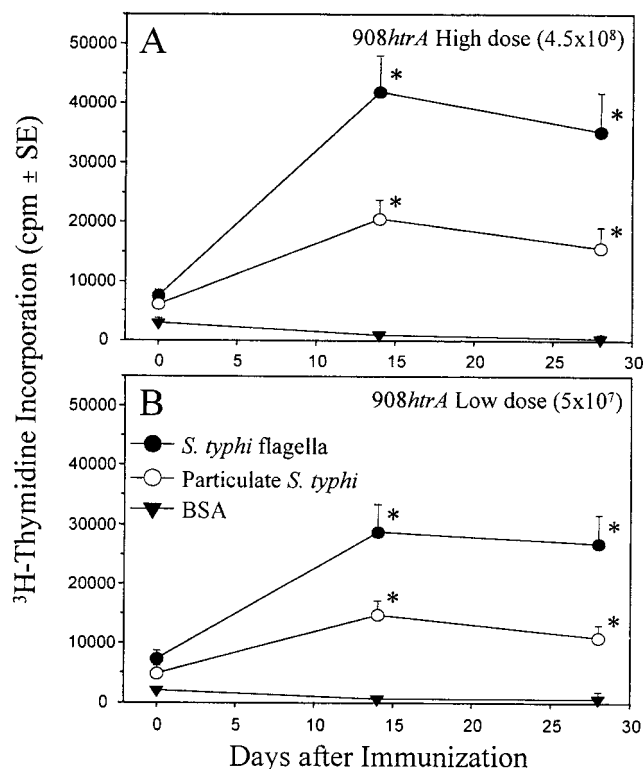 A
908htrA High dose (4.5x10⁸)
50000
40000
30000
20000
10000
0
*
*
*
*
0 5 10 15 20 25 30
B
908htrA Low dose (5x10⁷)
50000
40000
30000
20000
10000
0
S. typhi flagella
Particulate S. typhi
BSA
*
*
*
*
0 5 10 15 20 25 30
Days after Immunization
³H-Thymidine Incorporation (cpm ± SE)